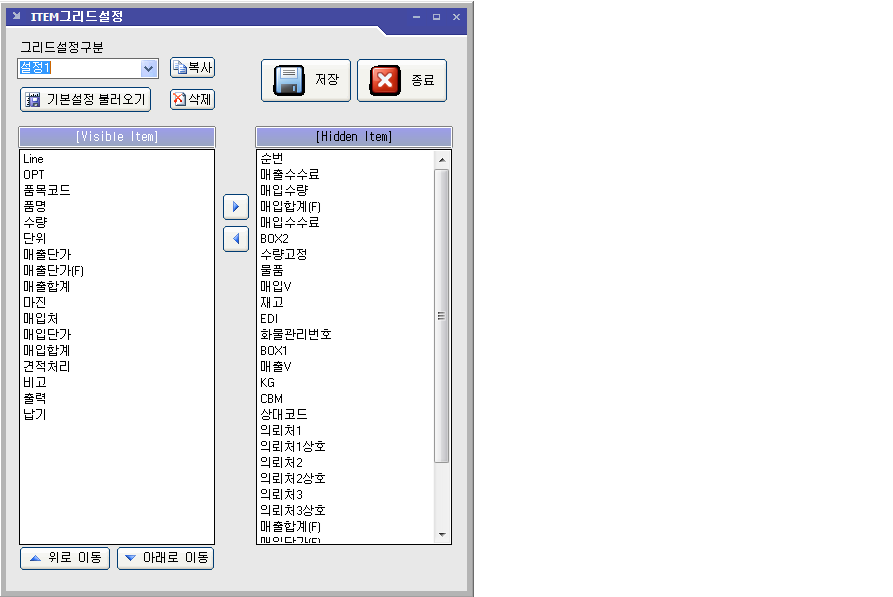 ITEM그리드설정
그리드설정구분
설정1
복사
기본설정 불러오기
삭제
저장
종료
[Visible Item]
Line
OPT
품목코드
품명
수량
단위
매출단가
매출단가(F)
매출합계
마진
매입처
매입단가
매입합계
견적처리
비고
출력
납기
위로 이동
아래로 이동
[Hidden Item]
순번
매출수수료
매입수량
매입합계(F)
매입수수료
BOX2
수량고정
물품
매입V
재고
EDI
화물관리번호
BOX1
매출V
KG
CBM
상대코드
의뢰처1
의뢰처1상호
의뢰처2
의뢰처2상호
의뢰처3
의뢰처3상호
매출합계(F)
매입단가(F)